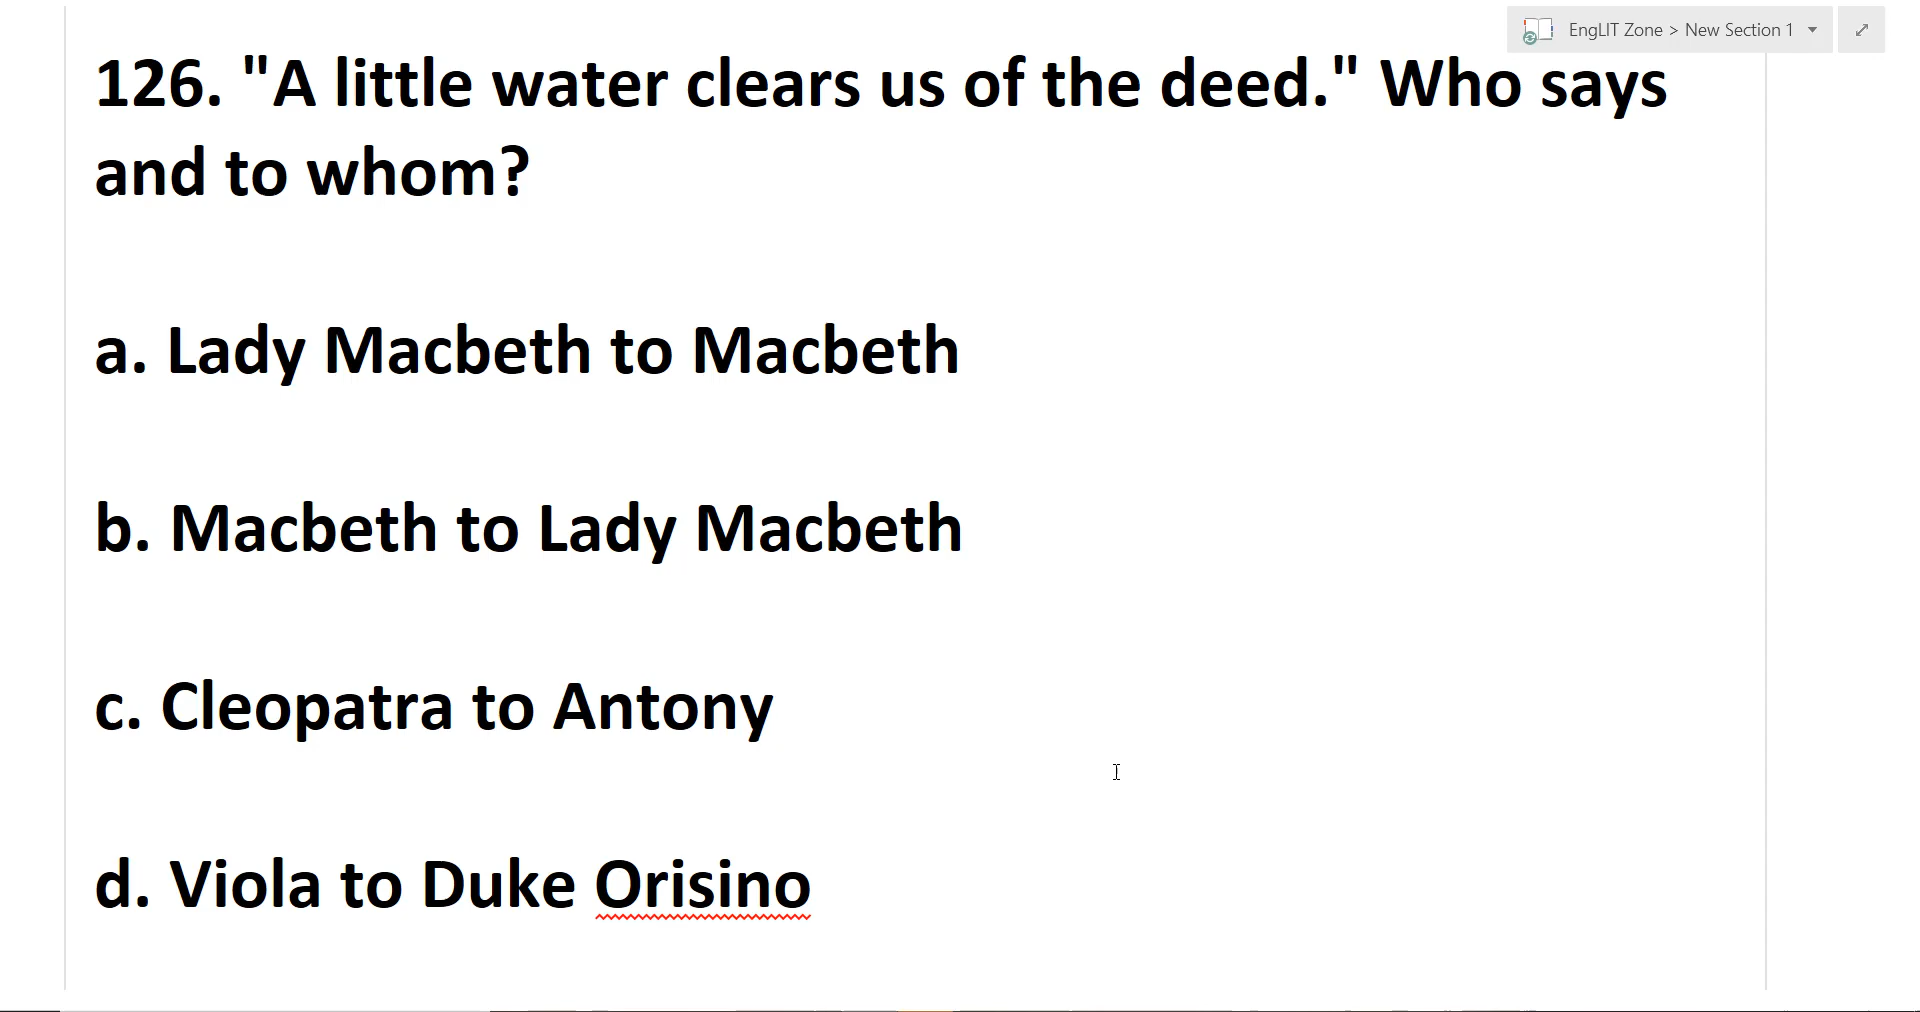 EngLIT Zone > New Section 1
126. "A little water clears us of the deed." Who says
and to whom?
a. Lady Macbeth to Macbeth
b. Macbeth to Lady Macbeth
c. Cleopatra to Antony
d. Viola to Duke Orisino